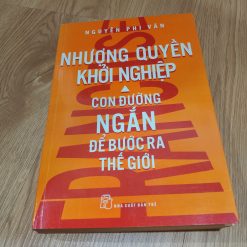 NGUYỄN PHI VÂN
NHƯỢNG QUYỀN
KHỞI NGHIỆP
CON ĐƯỜNG
NGẮN
ĐỂ BƯỚC RA
THẾ GIỚI
NHÀ XUẤT BẢN TRẺ